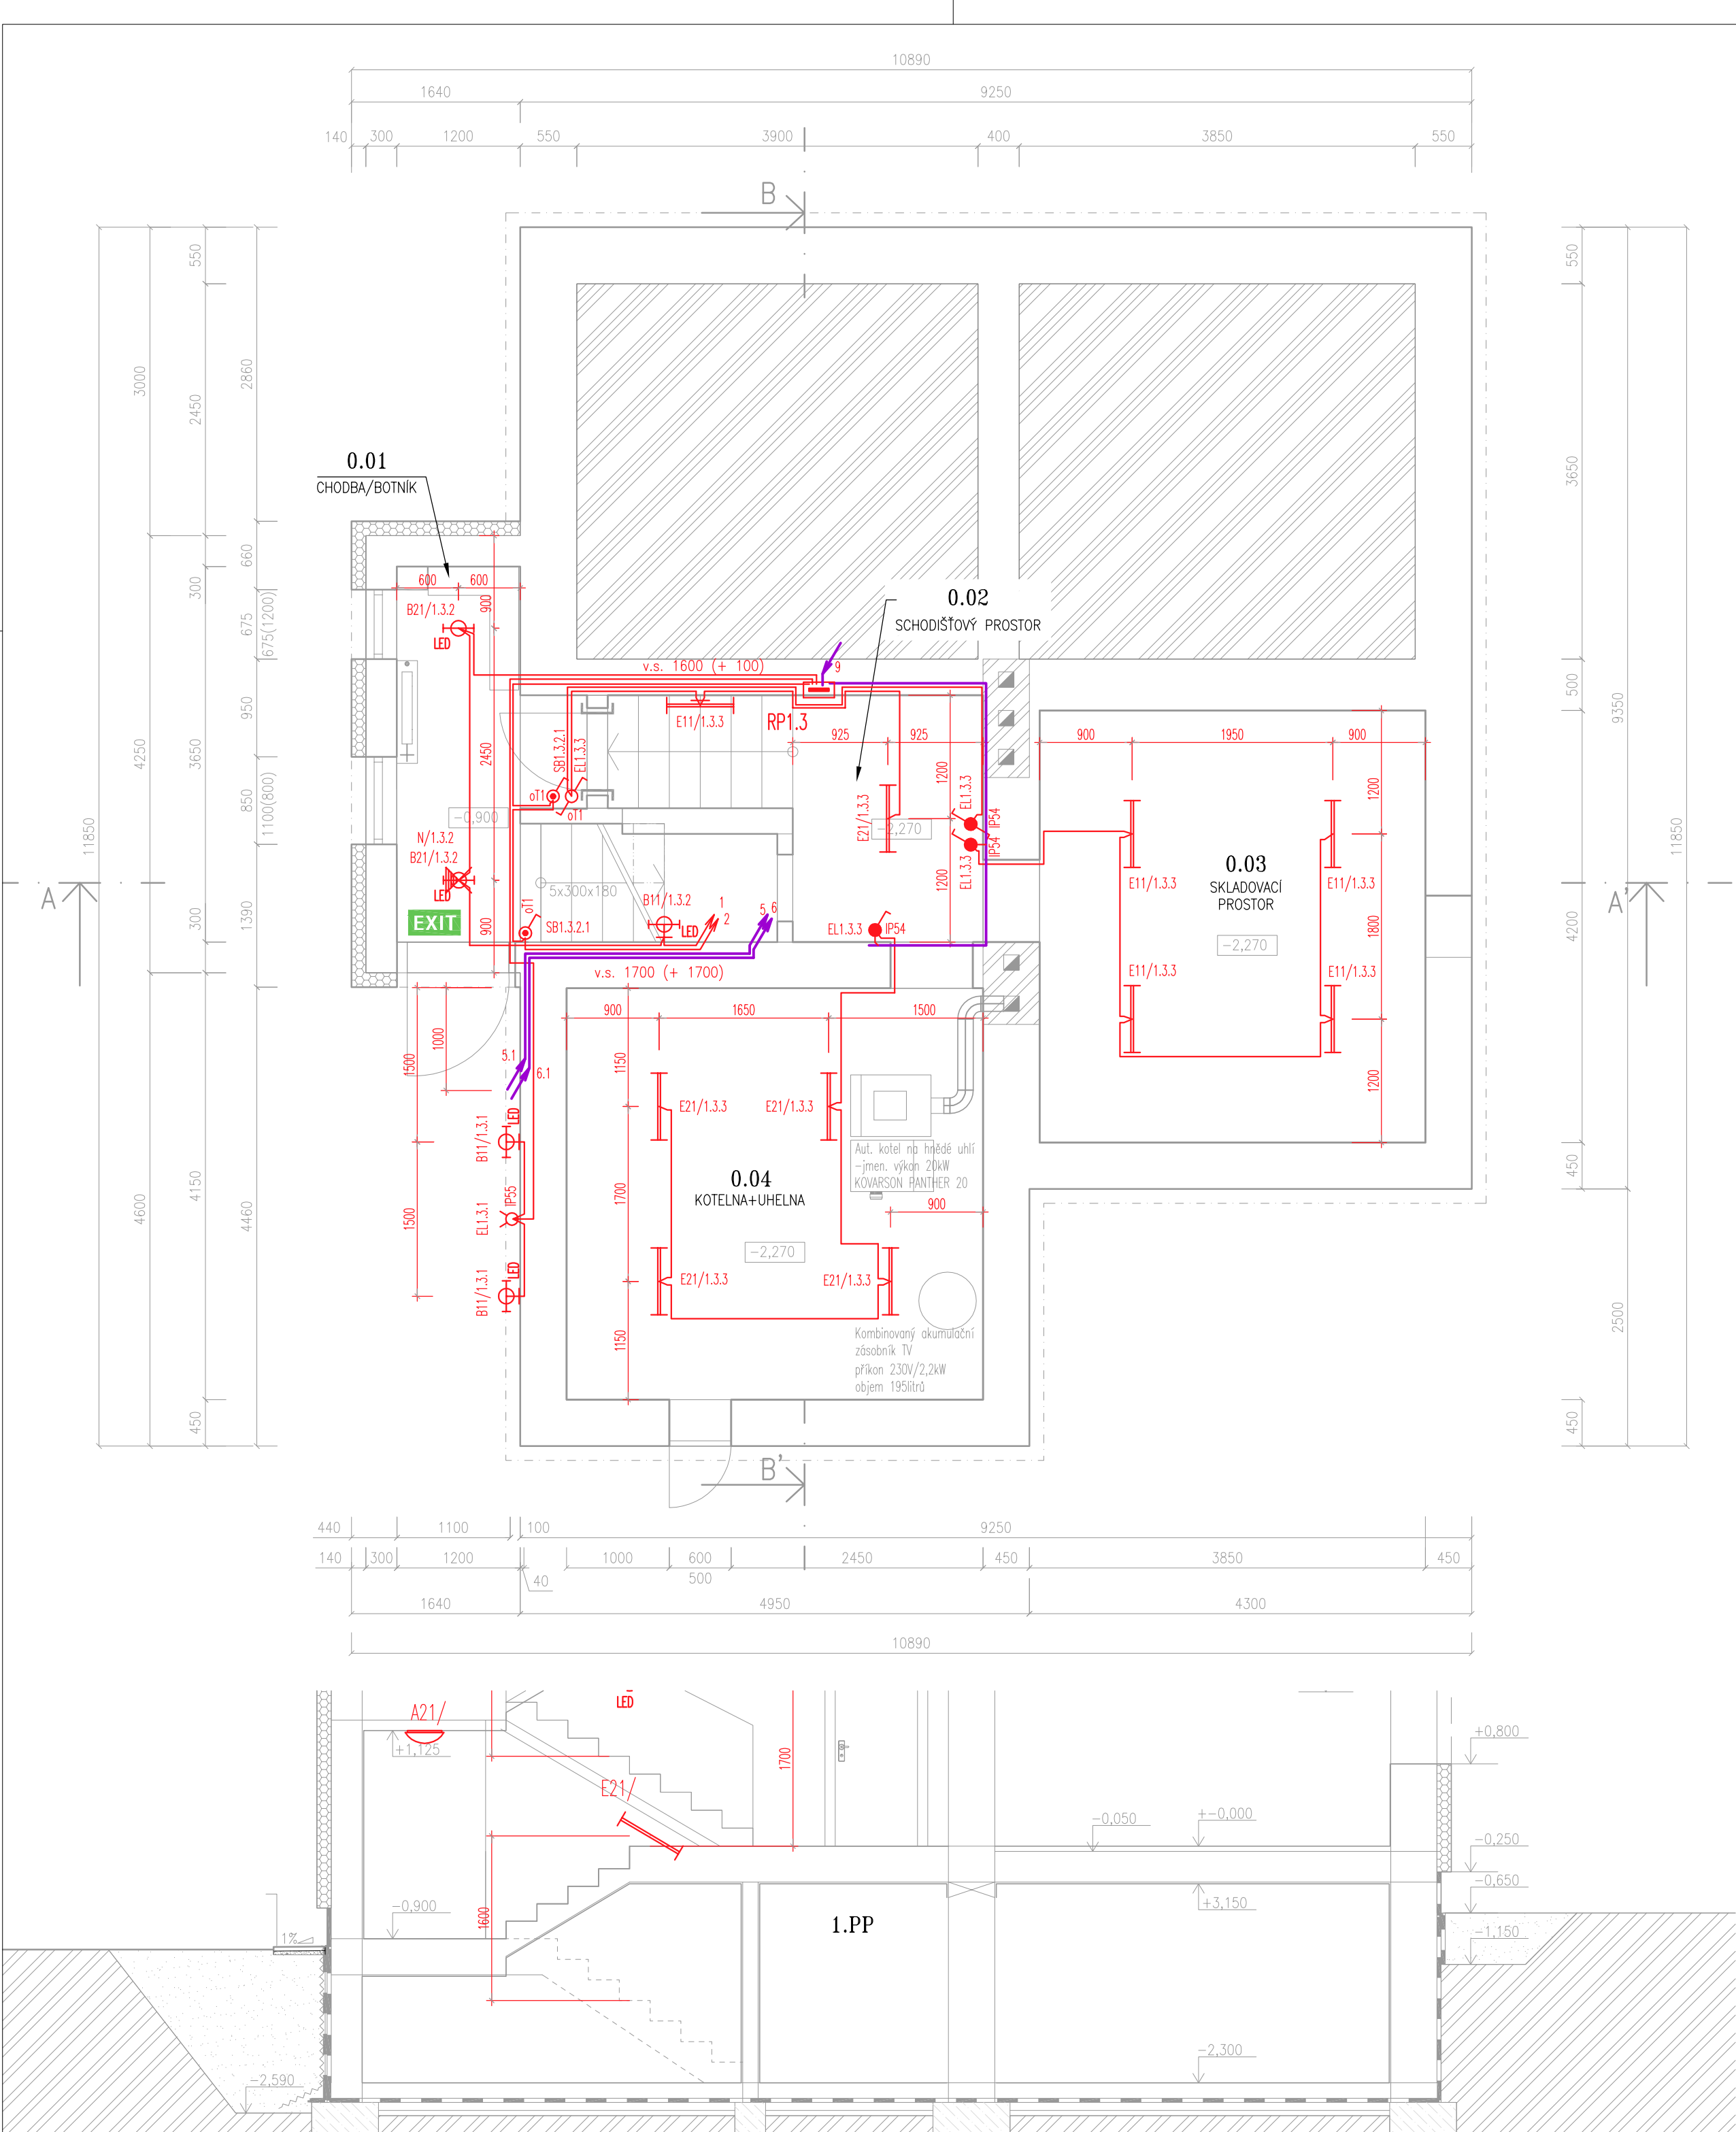 10890
1640
9250
140
300
1200
550
3900
400
3850
550
B
550
3000
2450
2860
0.01
CHODBA/BOTNÍK
660
300
675
675(1200)
950
4250
3650
850
1100(800)
11850
A
300
1390
4600
4150
4460
450
550
3650
500
9350
11850
4200
A'
450
2500
450
600
600
900
B21/1.3.2
LED
2450
-0,900
N/1.3.2
B21/1.3.2
LED
EXIT
900
0.02
SCHODIŠŤOVÝ PROSTOR
v.s. 1600 (+ 100)
9
E11/1.3.3
RP1.3
SB1.3.2.1
EL1.3.3
oT1
oT1
925
925
1200
E21/1.3.3
-2,270
EL1.3.3
IP54
IP54
EL1.3.3
1200
5x300x180
oT1
SB1.3.2.1
B11/1.3.2
LED
1
2
5
6
EL1.3.3
IP54
v.s. 1700 (+ 1700)
900
1950
900
1200
0.03
SKLADOVACÍ
PROSTOR
E11/1.3.3
E11/1.3.3
1800
-2,270
E11/1.3.3
E11/1.3.3
1200
1500
1000
5.1
6.1
900
1650
1500
1150
E21/1.3.3
E21/1.3.3
B11/1.3.1
LED
Aut. kotel na hnědé uhlí
-jmen. výkon 20kW
KOVARSON PANTHER 20
0.04
KOTELNA+UHELNA
1700
900
1500
EL1.3.1
IP55
-2,270
E21/1.3.3
E21/1.3.3
B11/1.3.1
LED
1150
Kombinovaný akumulační
zásobník TV
příkon 230V/2,2kW
objem 195litrů
B'
440
1100
100
9250
140
300
1200
1000
600
2450
450
3850
450
500
40
1640
4950
4300
10890
LED
A21/
+1,125
1700
+0,800
E21/
-0,050
+-0,000
-0,250
-0,650
-0,900
1600
1.PP
+3,150
-1,150
1%
-2,300
-2,590